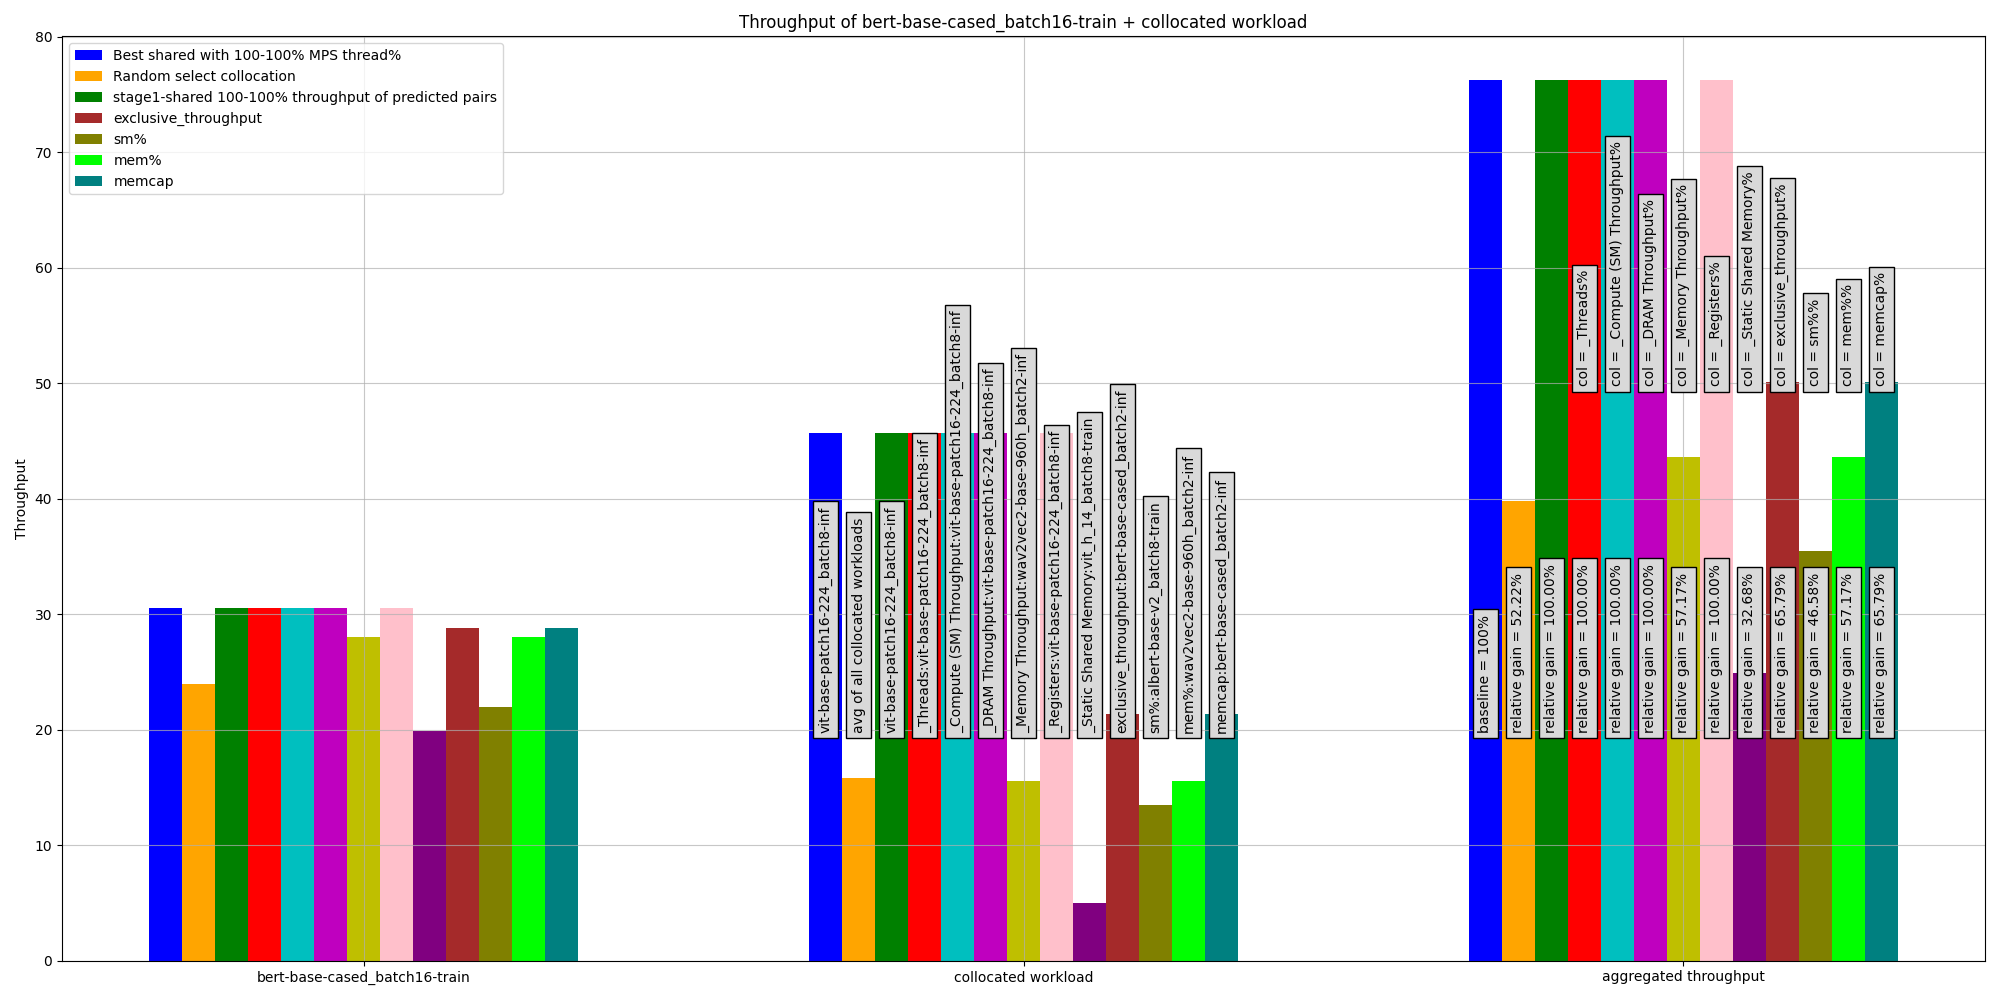 Throughput of bert-base-cased_batch16-train + collocated workload
Throughput
80
70
60
50
40
30
20
10
0
Best shared with 100-100% MPS thread%
Random select collocation
stage1-shared 100-100% throughput of predicted pairs
exclusive_throughput
sm%
mem%
memcap
vit-base-patch16-224_batch8-inf
avg of all collocated workloads
vit-base-patch16-224_batch8-inf
_Threads:vit-base-patch16-224_batch8-inf
_Compute (SM) Throughput:vit-base-patch16-224_batch8-inf
_DRAM Throughput:vit-base-patch16-224_batch8-inf
_Memory Throughput:wav2vec2-base-960h_batch2-inf
_Registers:vit-base-patch16-224_batch8-inf
_Static Shared Memory:vit_h_14_batch8-train
exclusive_throughput:bert-base-cased_batch2-inf
sm%:albert-base-v2_batch8-train
mem%:wav2vec2-base-960h_batch2-inf
memcap:bert-base-cased_batch2-inf
col = _Threads%
col = _Compute (SM) Throughput%
col = _DRAM Throughput%
col = _Memory Throughput%
col = _Registers%
col = _Static Shared Memory%
col = exclusive_throughput%
col = sm%%
col = mem%%
col = memcap%
baseline = 100%
relative gain = 52.22%
relative gain = 100.00%
relative gain = 100.00%
relative gain = 100.00%
relative gain = 100.00%
relative gain = 57.17%
relative gain = 100.00%
relative gain = 32.68%
relative gain = 65.79%
relative gain = 46.58%
relative gain = 57.17%
relative gain = 65.79%
bert-base-cased_batch16-train
collocated workload
aggregated throughput